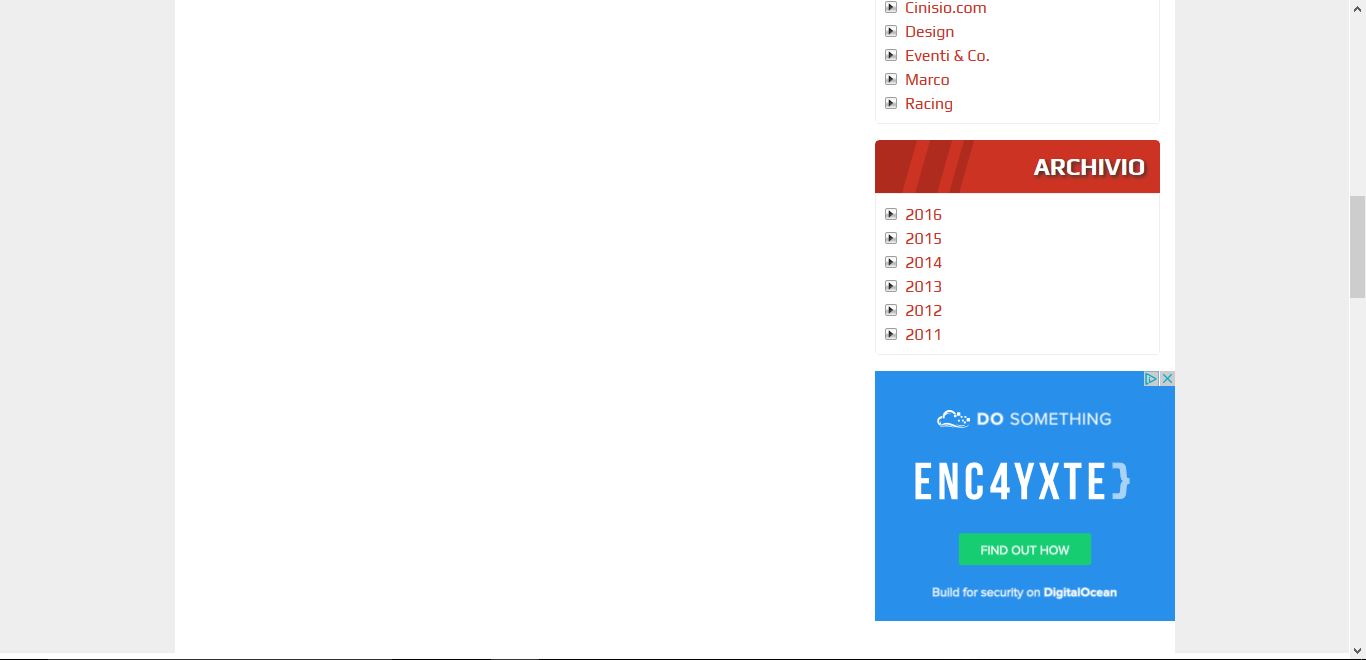 Cinisio.com
Design
Eventi & Co.
Marco
Racing
ARCHIVIO
2016
2015
2014
2013
2012
2011
DO SOMETHING
ENC4YXTE}
FIND OUT HOW
Build for security on DigitalOcean